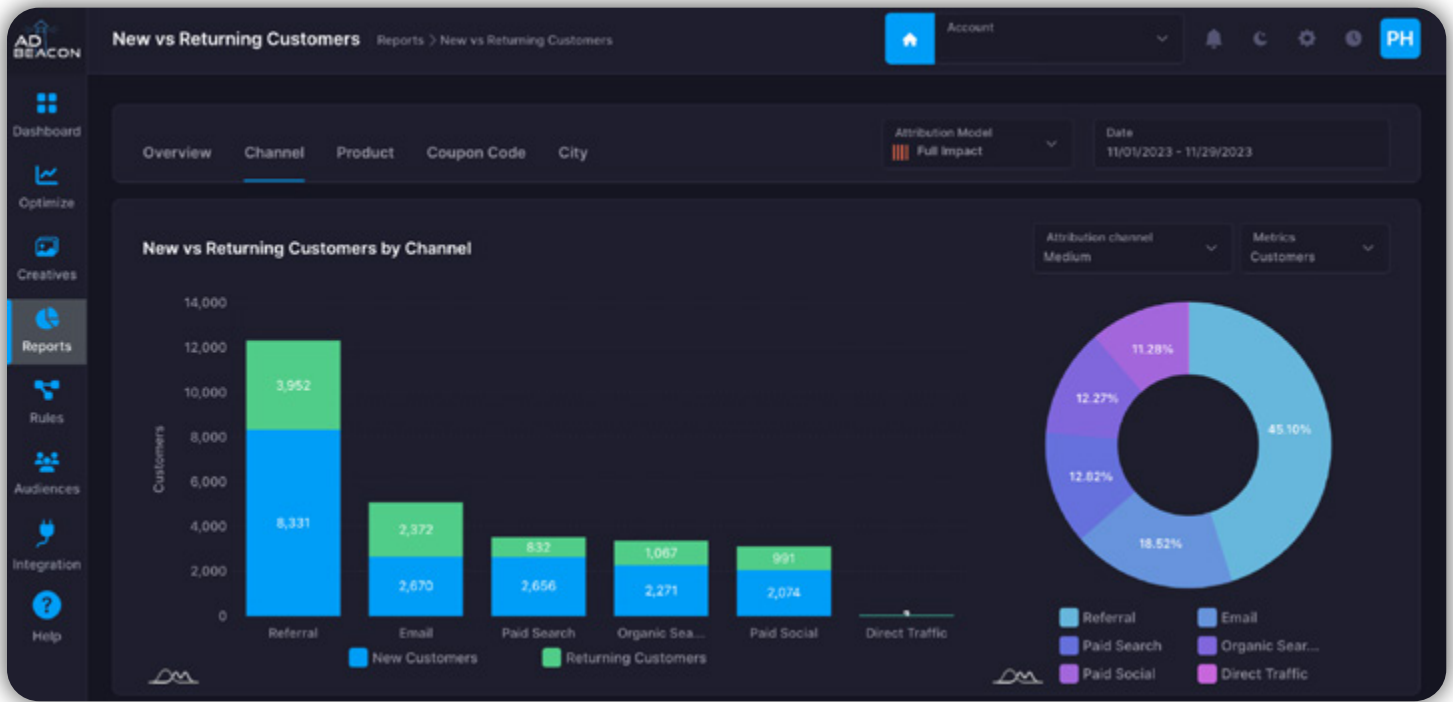 AD
BEACON
New vs Returning Customers Reports > New vs Returning Customers
Account
PH
Dashboard
Optimize
Creatives
Reports
Rules
Audiences
Integration
Help
Overview Channel Product Coupon Code City
Attribution Model
Full Impact
Date
11/01/2023 - 11/29/2023
New vs Returning Customers by Channel
Attribution channel
Medium
Metrics
Customers
Customers
14,000
12,000
10,000
8,000
6,000
4,000
2,000
0
3,952
8,331
2,372
2,670
832
2,656
1,067
2,271
991
2,074
Referral Email Paid Search Organic Sea... Paid Social Direct Traffic
New Customers Returning Customers
11.28%
12.27%
45.10%
12.82%
18.52%
Referral Email
Paid Search Organic Sear...
Paid Social Direct Traffic